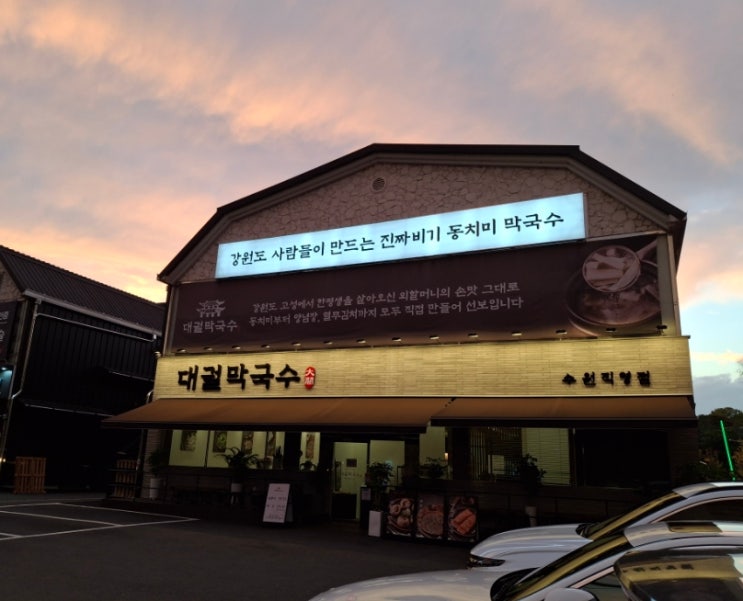 강원도 사람들이 만드는 진짜비기 동치미 막국수
대궐막국수
강원도 고성에서 한평생을 살아오신 외할머니의 손맛 그대로
동치미부터 양념장, 열무김치까지 모두 직접 만들어 선보입니다
대궐막국수
수원직영점